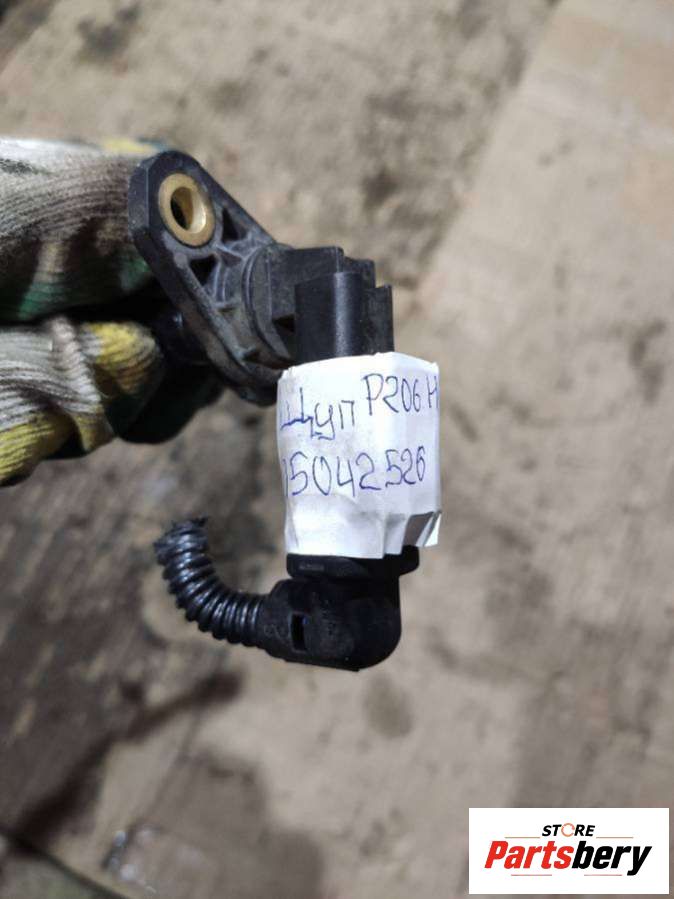 Щуп P206 H
15042526
STORE
Partsbery